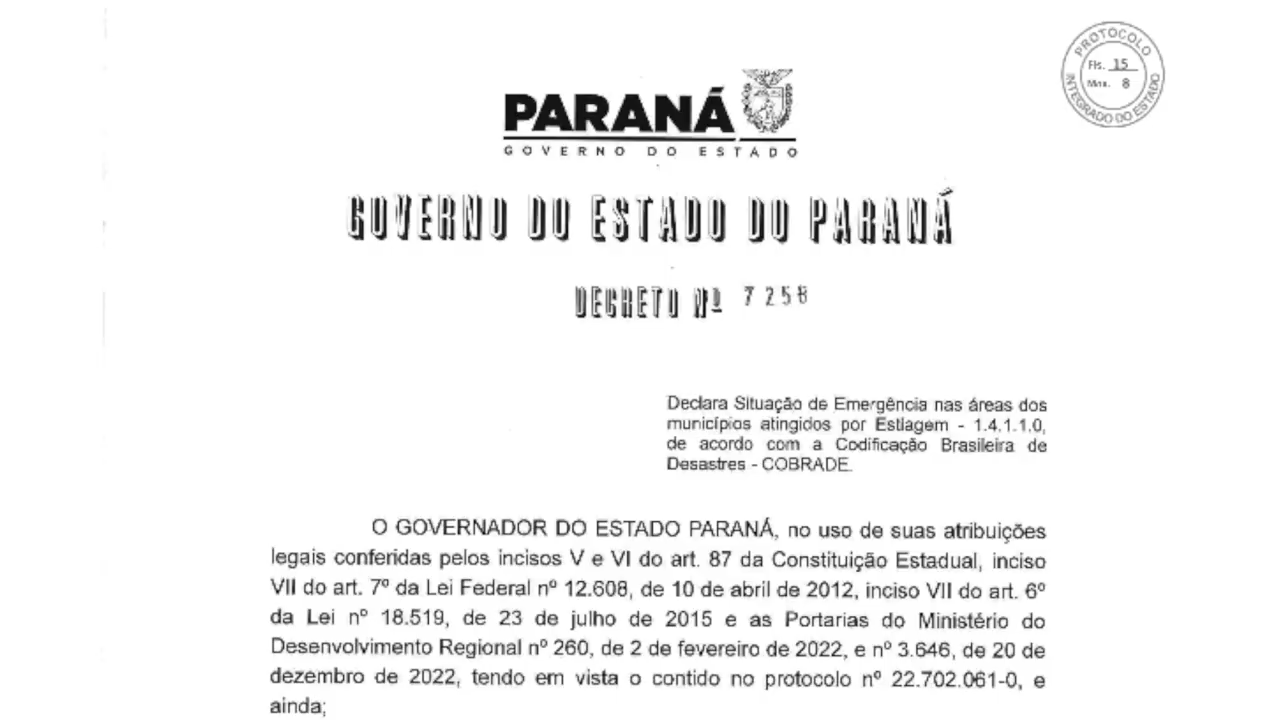 PROTOCOLO
Fls. 15
Mov. 8
INTEGRADO DO ESTADO
PARANÁ
GOVERNO DO ESTADO
GOVERNO DO ESTADO DO PARANÁ
DECRETO Nº 7258
Declara Situação de Emergência nas áreas dos
municípios atingidos por Estiagem - 1.4.1.1.0,
de acordo com a Codificação Brasileira de
Desastres - COBRADE.
O GOVERNADOR DO ESTADO PARANÁ, no uso de suas atribuições
legais conferidas pelos incisos V e VI do art. 87 da Constituição Estadual, inciso
VII do art. 7º da Lei Federal nº 12.608, de 10 de abril de 2012, inciso VII do art. 6º
da Lei nº 18.519, de 23 de julho de 2015 e as Portarias do Ministério do
Desenvolvimento Regional nº 260, de 2 de fevereiro de 2022, e nº 3.646, de 20 de
dezembro de 2022, tendo em vista o contido no protocolo nº 22.702.061-0, e
ainda;